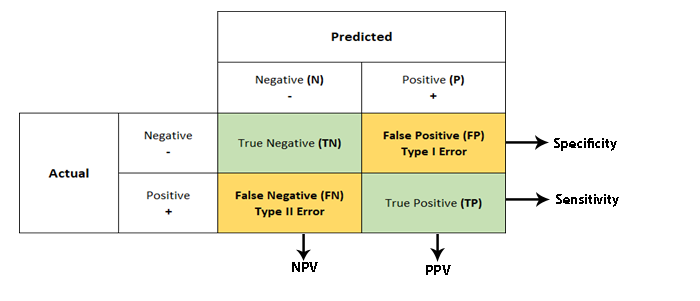 Predicted
Negative (N)
-
Positive (P)
+
Actual
Negative
-
True Negative (TN)
False Positive (FP)
Type I Error
Specificity
Positive
+
False Negative (FN)
Type II Error
True Positive (TP)
Sensitivity
NPV
PPV